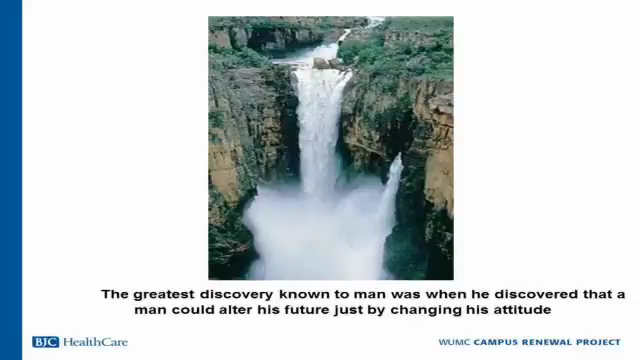 The greatest discovery known to man was when he discovered that a
man could alter his future just by changing his attitude
BJC HealthCare
WUMC CAMPUS RENEWAL PROJECT